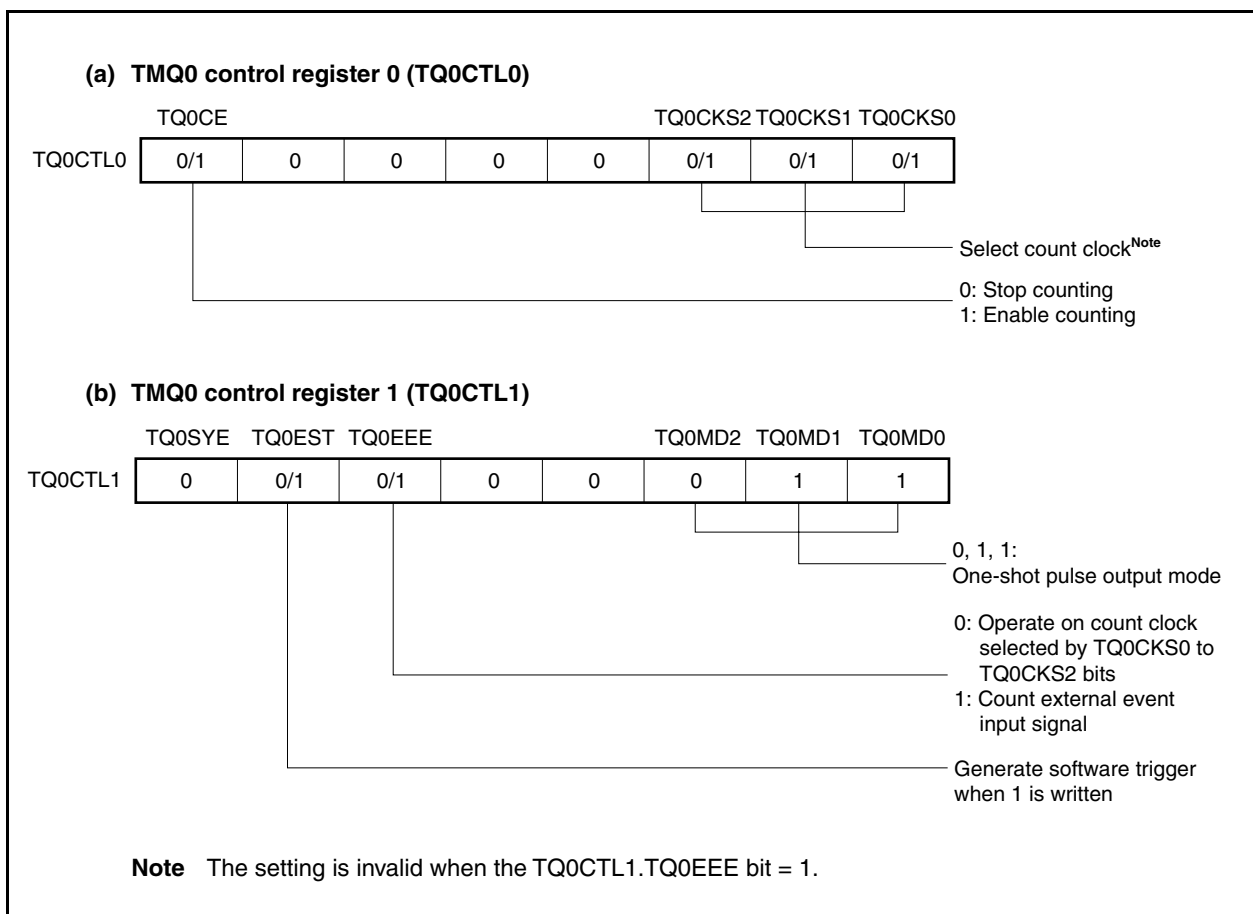 (a) TMQ0 control register 0 (TQ0CTL0)
TQ0CE TQ0CKS2 TQ0CKS1 TQ0CKS0
TQ0CTL0 0/1 0 0 0 0 0/1 0/1 0/1
Select count clockNote
0: Stop counting
1: Enable counting
(b) TMQ0 control register 1 (TQ0CTL1)
TQ0SYE TQ0EST TQ0EEE TQ0MD2 TQ0MD1 TQ0MD0
TQ0CTL1 0 0/1 0/1 0 0 0 1 1
0, 1, 1:
One-shot pulse output mode
0: Operate on count clock
selected by TQ0CKS0 to
TQ0CKS2 bits
1: Count external event
input signal
Generate software trigger
when 1 is written
Note The setting is invalid when the TQ0CTL1.TQ0EEE bit = 1.